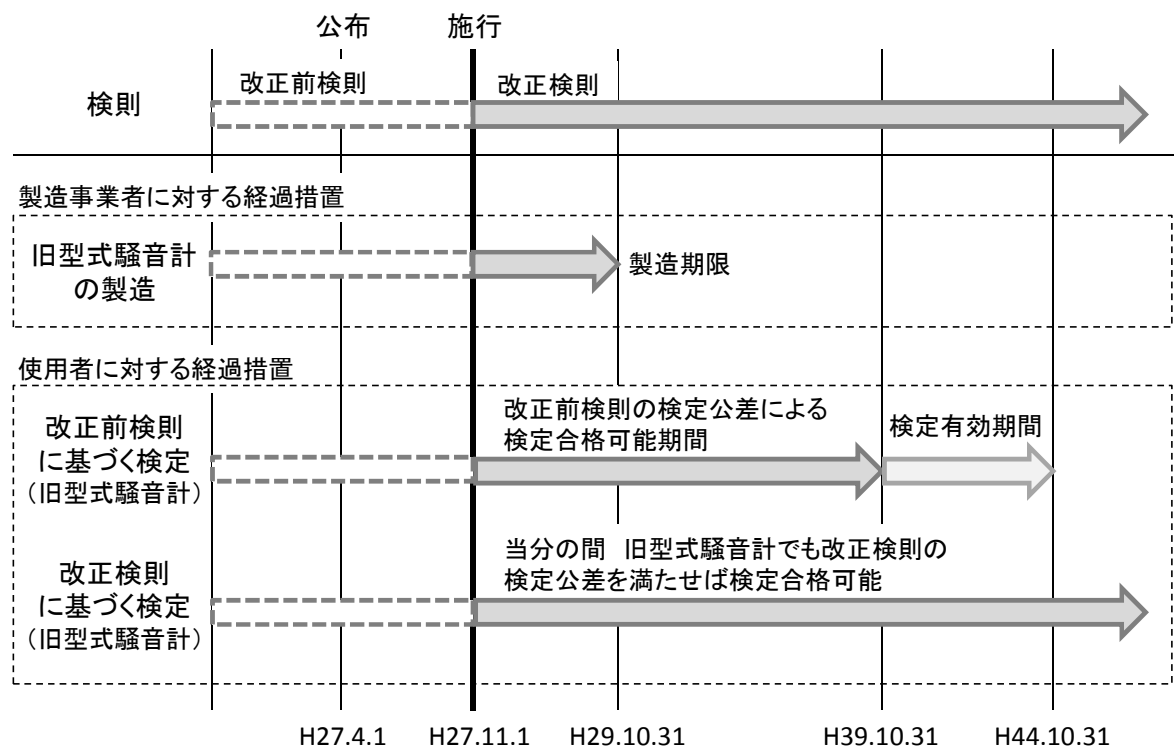 公布
施行
検則
改正前検則
改正検則
製造事業者に対する経過措置
旧型式騒音計
の製造
製造期限
使用者に対する経過措置
改正前検則
に基づく検定
（旧型式騒音計）
改正前検則の検定公差による
検定合格可能期間
検定有効期間
改正検則
に基づく検定
（旧型式騒音計）
当分の間　旧型式騒音計でも改正検則の
検定公差を満たせば検定合格可能
H27.4.1
H27.11.1
H29.10.31
H39.10.31
H44.10.31